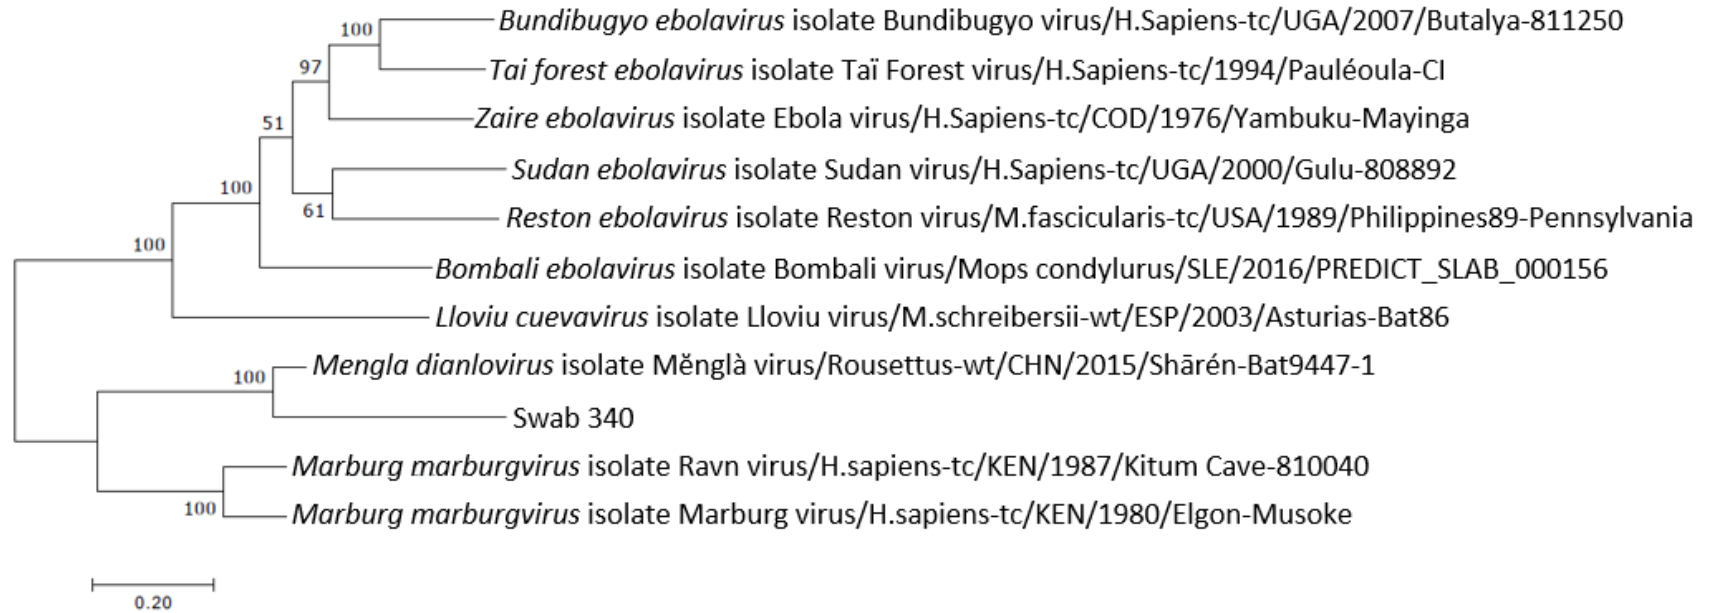 100 Bundibugyo ebolavirus isolate Bundibugyo virus/H.Sapiens-tc/UGA/2007/Butalya-811250
97 Tai forest ebolavirus isolate Taï Forest virus/H.Sapiens-tc/1994/Pauléoula-CI
Zaire ebolavirus isolate Ebola virus/H.Sapiens-tc/COD/1976/Yambuku-Mayinga
51
Sudan ebolavirus isolate Sudan virus/H.Sapiens-tc/UGA/2000/Gulu-808892
100
61 Reston ebolavirus isolate Reston virus/M.fascicularis-tc/USA/1989/Philippines89-Pennsylvania
100
Bombali ebolavirus isolate Bombali virus/Mops condylurus/SLE/2016/PREDICT_SLAB_000156
Lloviu cuevavirus isolate Lloviu virus/M.schreibersii-wt/ESP/2003/Asturias-Bat86
100 Mengla dianlovirus isolate Mĕnglà virus/Rousettus-wt/CHN/2015/Shārén-Bat9447-1
Swab 340
Marburg marburgvirus isolate Ravn virus/H.sapiens-tc/KEN/1987/Kitum Cave-810040
100 Marburg marburgvirus isolate Marburg virus/H.sapiens-tc/KEN/1980/Elgon-Musoke
0.20